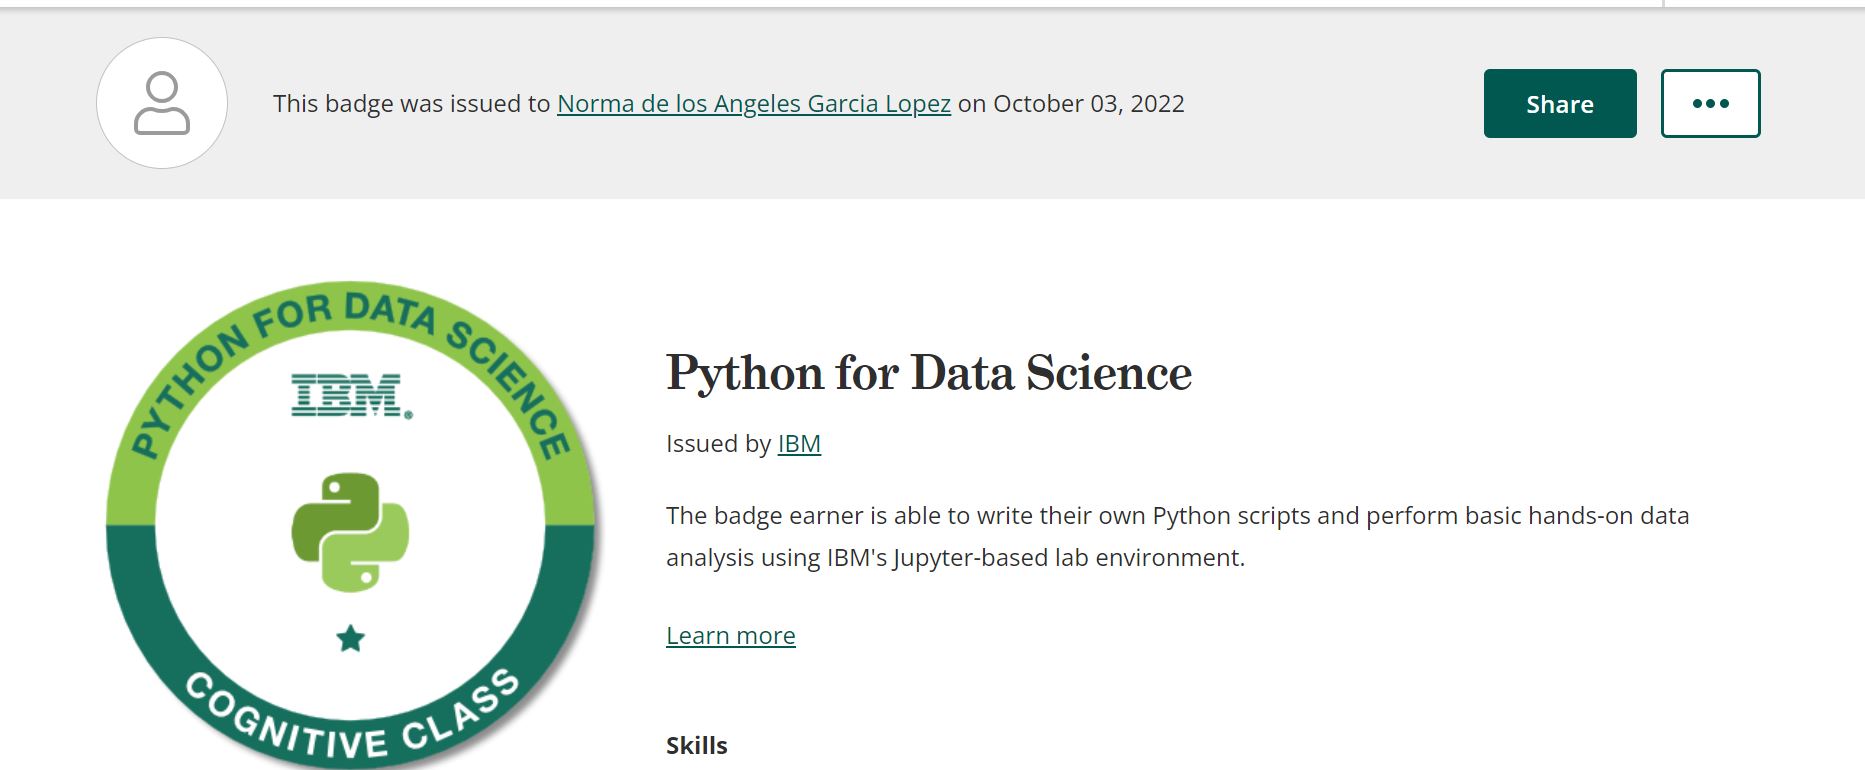 This badge was issued to Norma de los Angeles Garcia Lopez on October 03, 2022
Share
PYTHON FOR DATA SCIENCE
IBM®
COGNITIVE CLASS
Python for Data Science
Issued by IBM
The badge earner is able to write their own Python scripts and perform basic hands-on data
analysis using IBM's Jupyter-based lab environment.
Learn more
Skills